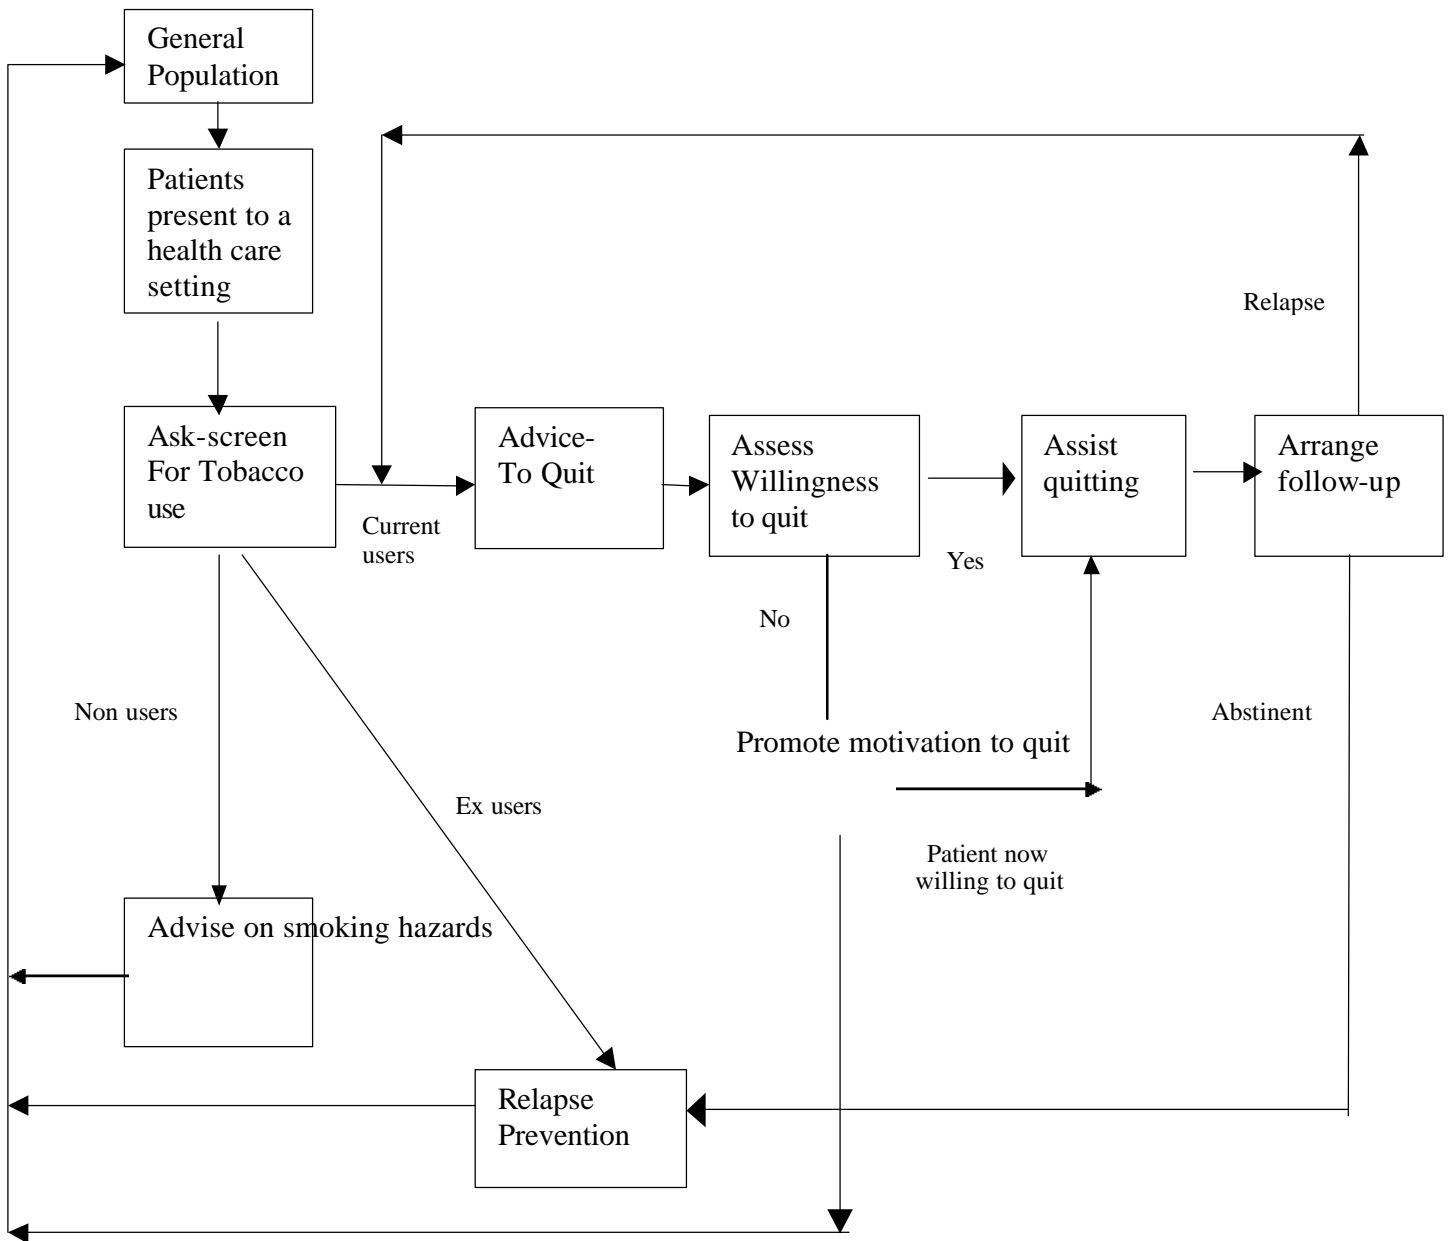 General
Population
Patients
present to a
health care
setting
Relapse
Ask-screen
For Tobacco
use
Advice-
To Quit
Assess
Willingness
to quit
Assist
quitting
Arrange
follow-up
Current
users
Yes
No
Non users
Abstinent
Promote motivation to quit
Ex users
Patient now
willing to quit
Advise on smoking hazards
Relapse
Prevention